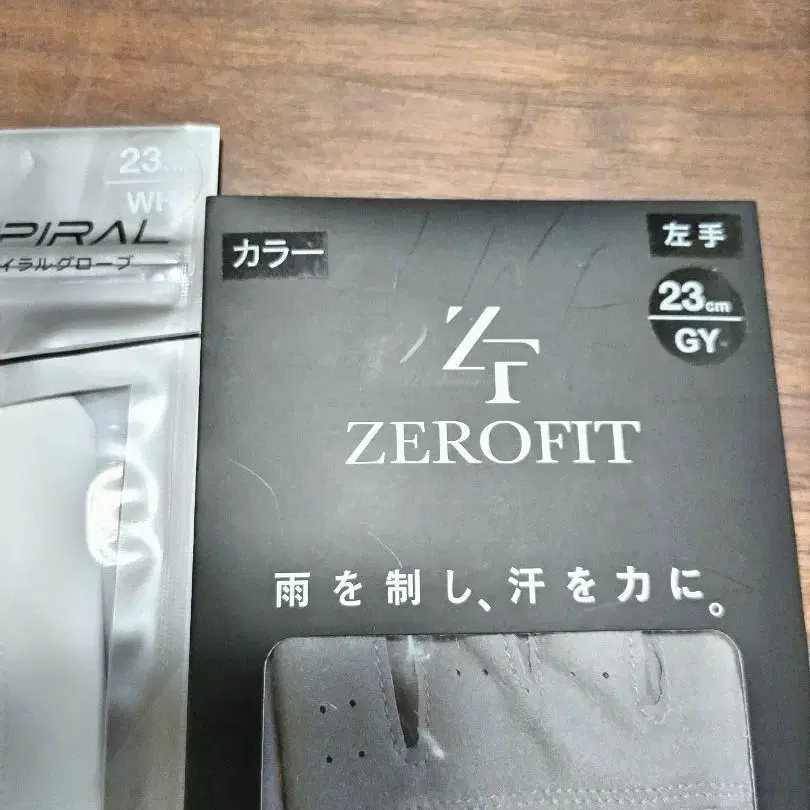 23cm
WH
PIRAL
イラルグローブ
カラー
左手
23cm
GY
ZT
ZEROFIT
雨を制し、汗を力に。